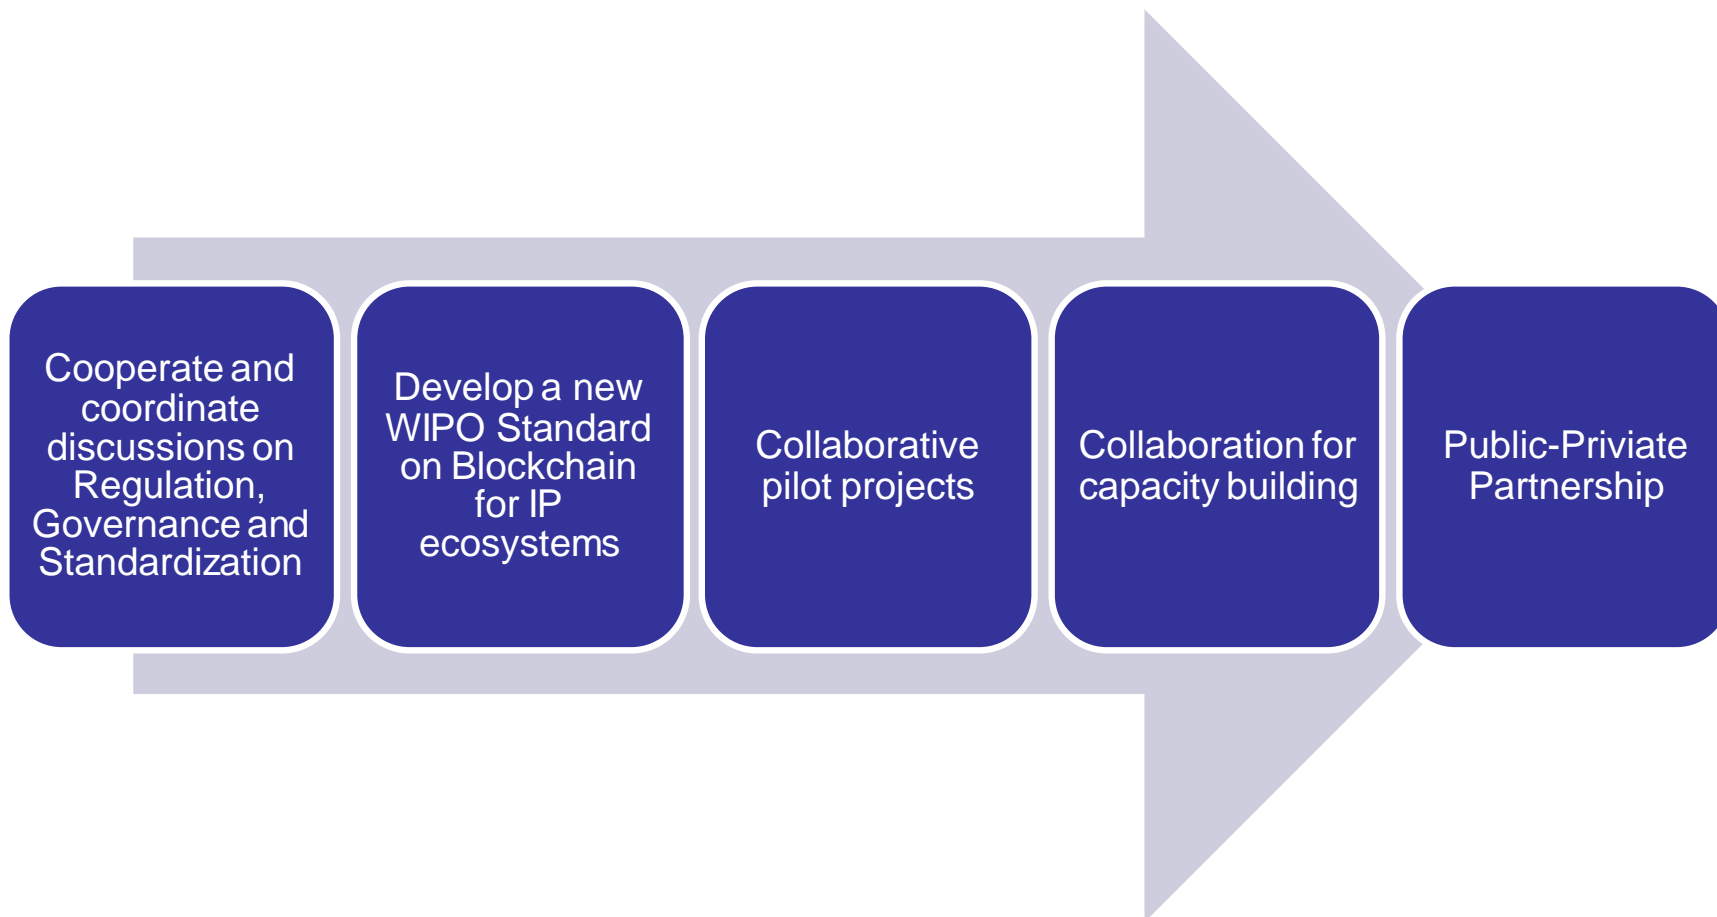 Cooperate and
coordinate
discussions on
Regulation,
Governance and
Standardization
Develop a new
WIPO Standard
on Blockchain
for IP
ecosystems
Collaborative
pilot projects
Collaboration for
capacity building
Public-Priviate
Partnership